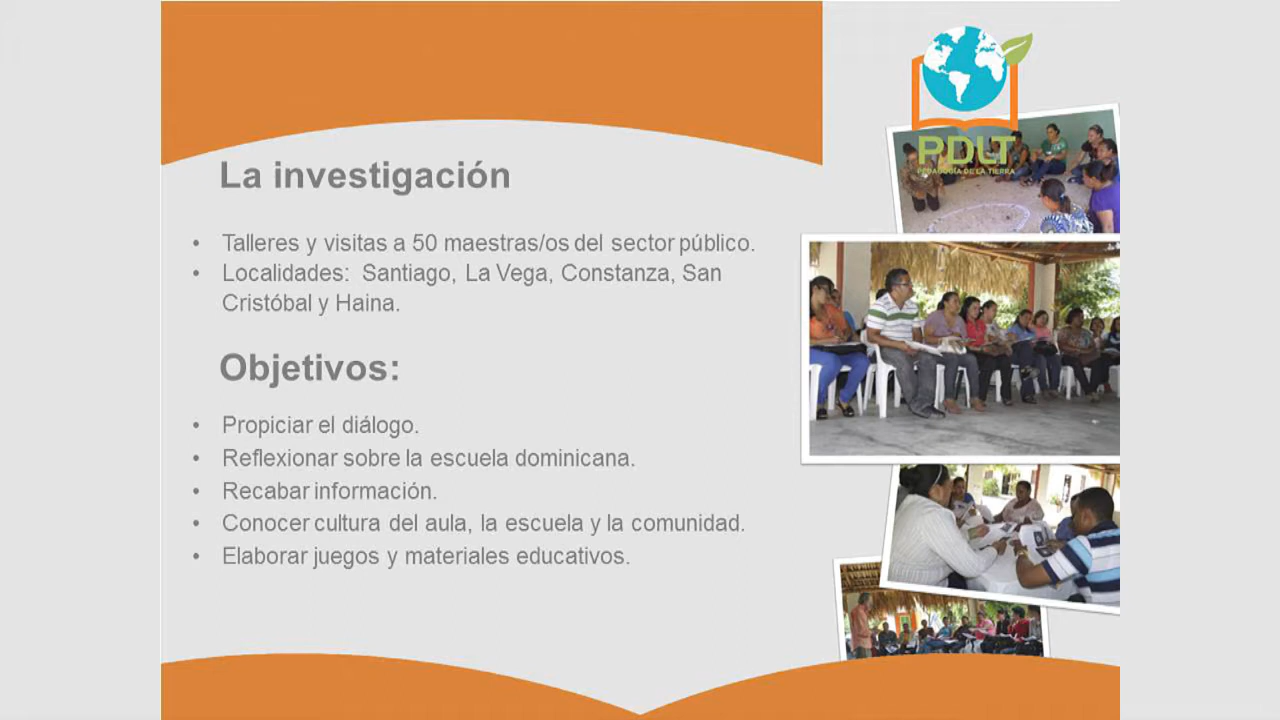 PDLT
PEDAGOGÍA DE LA TIERRA
La investigación
• Talleres y visitas a 50 maestras/os del sector público.
• Localidades: Santiago, La Vega, Constanza, San
Cristóbal y Haina.
Objetivos:
• Propiciar el diálogo.
• Reflexionar sobre la escuela dominicana.
• Recabar información.
• Conocer cultura del aula, la escuela y la comunidad.
• Elaborar juegos y materiales educativos.